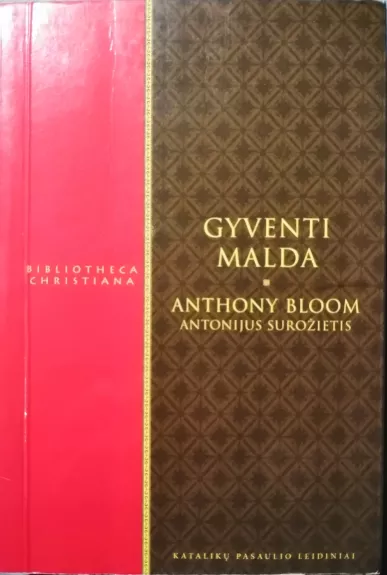 BIBLIOTHECA
CHRISTIANA
GYVENTI
MALDA
ANTHONY BLOOM
ANTONIJUS SUROŽIETIS
KATALIKŲ PASAULIO LEIDINIAI